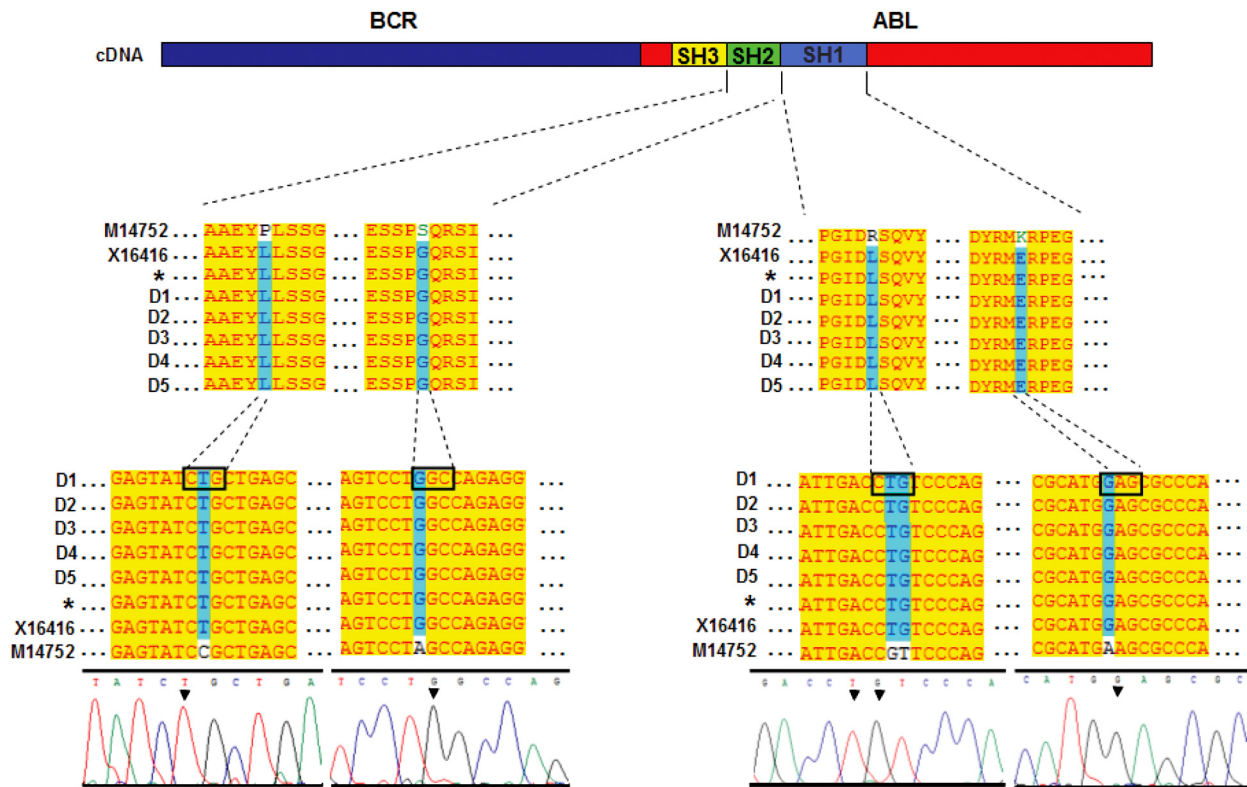 BCR ABL
cDNA SH3 SH2 SH1
M14752 ... AAEYPLSSG ... ESSPSQRSI ...
X16416 ... AAEYLLSSG ... ESSPGQRSI ...
* ... AAEYLLSSG ... ESSPGQRSI ...
D1 ... AAEYLLSSG ... ESSPGQRSI ...
D2 ... AAEYLLSSG ... ESSPGQRSI ...
D3 ... AAEYLLSSG ... ESSPGQRSI ...
D4 ... AAEYLLSSG ... ESSPGQRSI ...
D5 ... AAEYLLSSG ... ESSPGQRSI ...
M14752 ... PGIDRSQVY ... DYRMKRPEG ...
X16416 ... PGIDLSQVY ... DYRMERPEG ...
* ... PGIDLSQVY ... DYRMERPEG ...
D1 ... PGIDLSQVY ... DYRMERPEG ...
D2 ... PGIDLSQVY ... DYRMERPEG ...
D3 ... PGIDLSQVY ... DYRMERPEG ...
D4 ... PGIDLSQVY ... DYRMERPEG ...
D5 ... PGIDLSQVY ... DYRMERPEG ...
D1 ... GAGTATCTGCTGAGC ... AGTCCTGGCCAGAGG ...
D2 ... GAGTATCTGCTGAGC ... AGTCCTGGCCAGAGG ...
D3 ... GAGTATCTGCTGAGC ... AGTCCTGGCCAGAGG ...
D4 ... GAGTATCTGCTGAGC ... AGTCCTGGCCAGAGG ...
D5 ... GAGTATCTGCTGAGC ... AGTCCTGGCCAGAGG ...
* ... GAGTATCTGCTGAGC ... AGTCCTGGCCAGAGG ...
X16416 ... GAGTATCTGCTGAGC ... AGTCCTGGCCAGAGG ...
M14752 ... GAGTATCCGCTGAGC ... AGTCCTAGCCAGAGG ...
T A T C T G C T G A
T C C T G G C C A G
D1 ... ATTGACCTGTCCCAG ... CGCATGGAGCGCCCA ...
D2 ... ATTGACCTGTCCCAG ... CGCATGGAGCGCCCA ...
D3 ... ATTGACCTGTCCCAG ... CGCATGGAGCGCCCA ...
D4 ... ATTGACCTGTCCCAG ... CGCATGGAGCGCCCA ...
D5 ... ATTGACCTGTCCCAG ... CGCATGGAGCGCCCA ...
* ... ATTGACCTGTCCCAG ... CGCATGGAGCGCCCA ...
X16416 ... ATTGACCTGTCCCAG ... CGCATGGAGCGCCCA ...
M14752 ... ATTGACCGTTCCCAG ... CGCATGAAGCGCCCA ...
G A C C T G T C C C A
C A T G G A G C G C